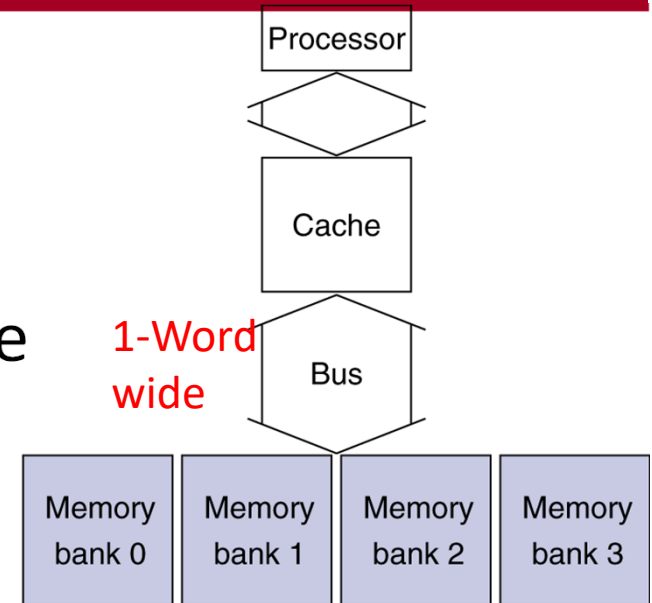 Processor
Cache
e
1-Word
wide
Bus
Memory
bank 0
Memory
bank 1
Memory
bank 2
Memory
bank 3